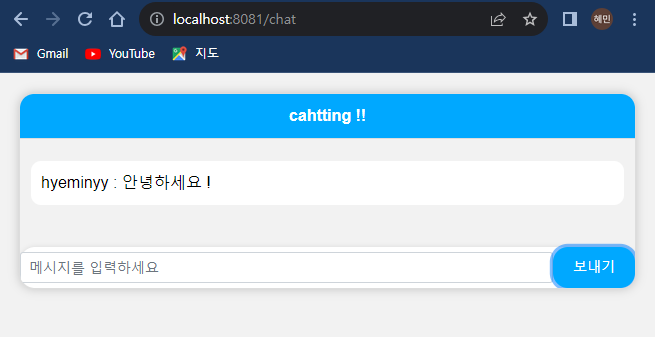 localhost:8081/chat
혜민
Gmail YouTube 지도
cahtting !!
hyeminyy : 안녕하세요 !
메시지를 입력하세요
보내기